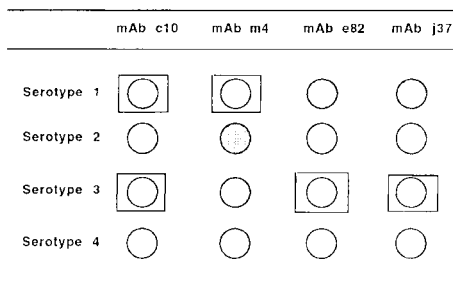 mAb c10 mAb m4 mAb e82 mAb j37
Serotype 1
Serotype 2
Serotype 3
Serotype 4